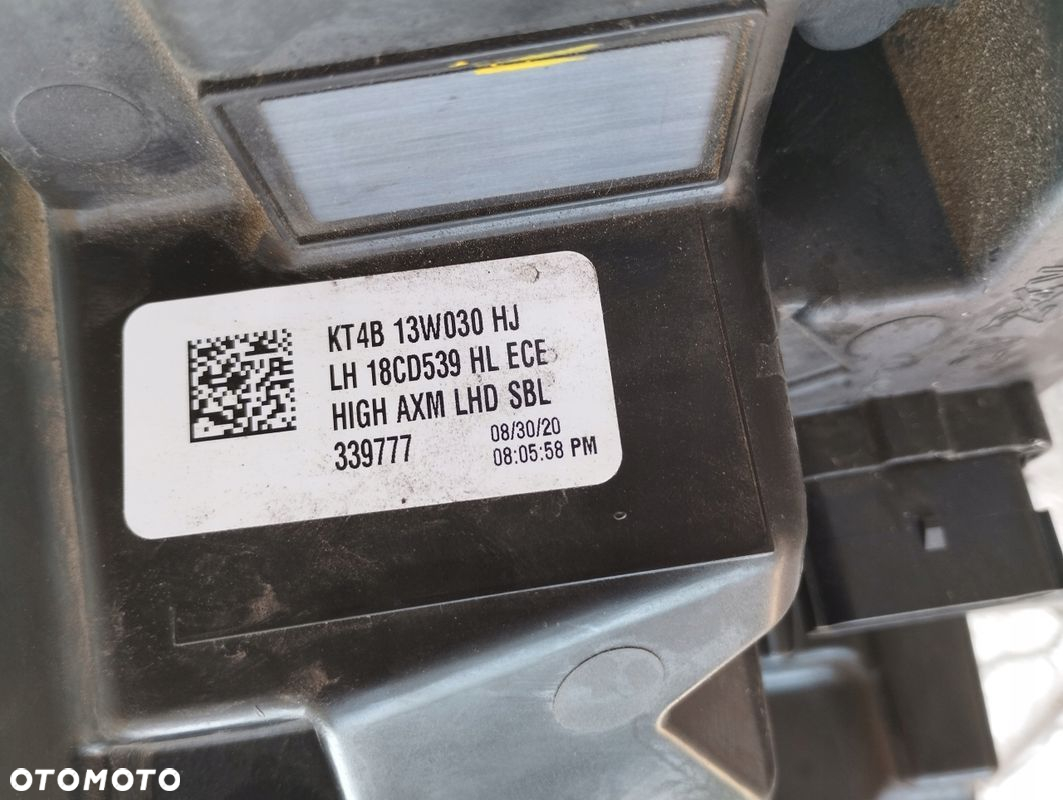 KT4B 13W030 HJ
LH 18CD539 HL ECE
HIGH AXM LHD SBL
339777
08/30/20
08:05:58 PM
OTOMOTO